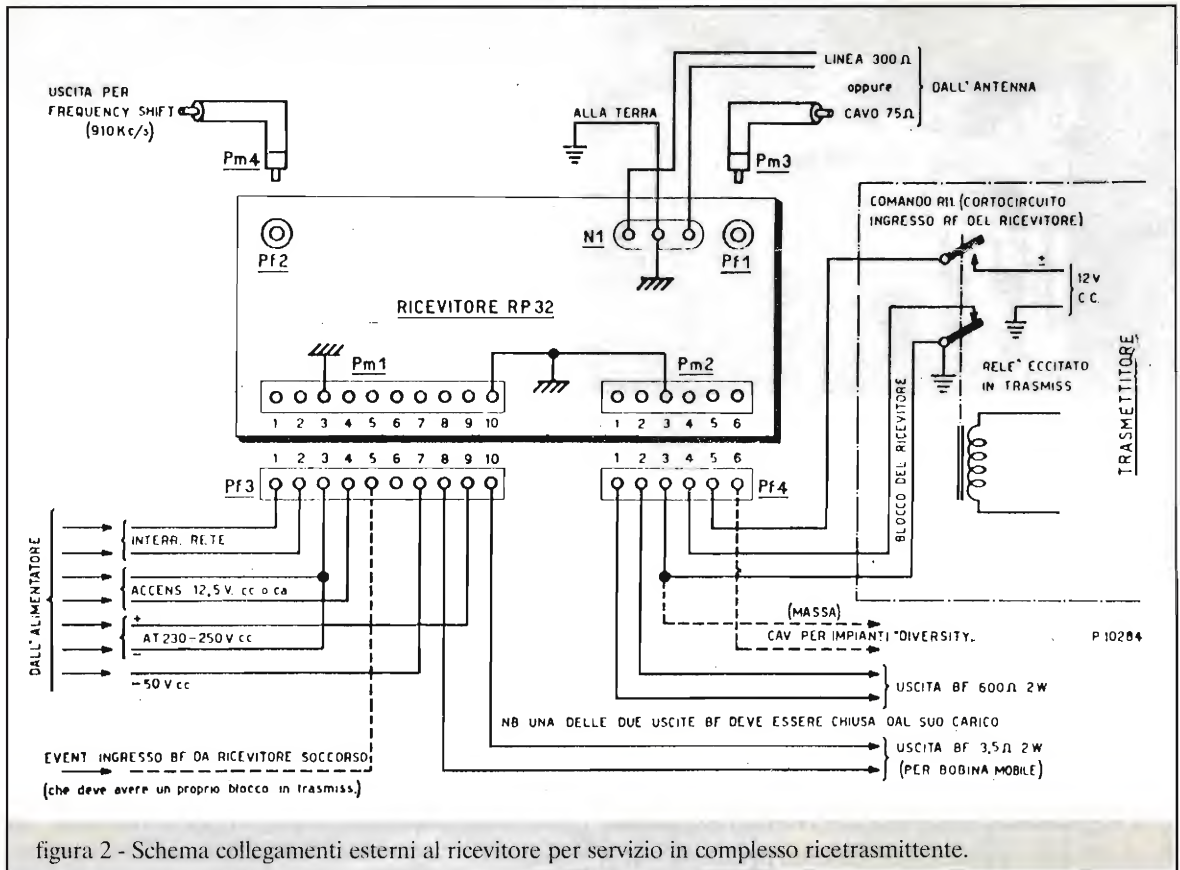 USCITA PER
FREQUENCY SHIFT
(910Kc/s)
Pm4
ALLA TERRA
LINEA 300Ω
oppure
CAVO 75Ω
DALL'ANTENNA
Pm3
Pf2
N1
Pf1
RICEVITORE RP32
Pm1
Pm2
1 2 3 4 5 6 7 8 9 10
1 2 3 4 5 6
1 2 3 4 5 6 7 8 9 10
1 2 3 4 5 6
Pf3
Pf4
COMANDO R11 (CORTOCIRCUITO
INGRESSO RF DEL RICEVITORE)
±
12V
C C.
RELE' ECCITATO
IN TRASMISS
TRASMETTITORE
BLOCCO DEL RICEVITORE
DALL'ALIMENTATORE
INTERR. RETE
ACCENS 12,5 V. cc o ca
+
AT 230-250 V cc
-
-50 V cc
(MASSA)
CAV PER IMPIANTI "DIVERSITY„
P 10284
USCITA BF 600Ω 2W
NB UNA DELLE DUE USCITE BF DEVE ESSERE CHIUSA DAL SUO CARICO
USCITA BF 3,5Ω 2W
(PER BOBINA MOBILE)
EVENT INGRESSO BF DA RICEVITORE SOCCORSO
(che deve avere un proprio blocco in trasmiss.)
figura 2 - Schema collegamenti esterni al ricevitore per servizio in complesso ricetrasmittente.